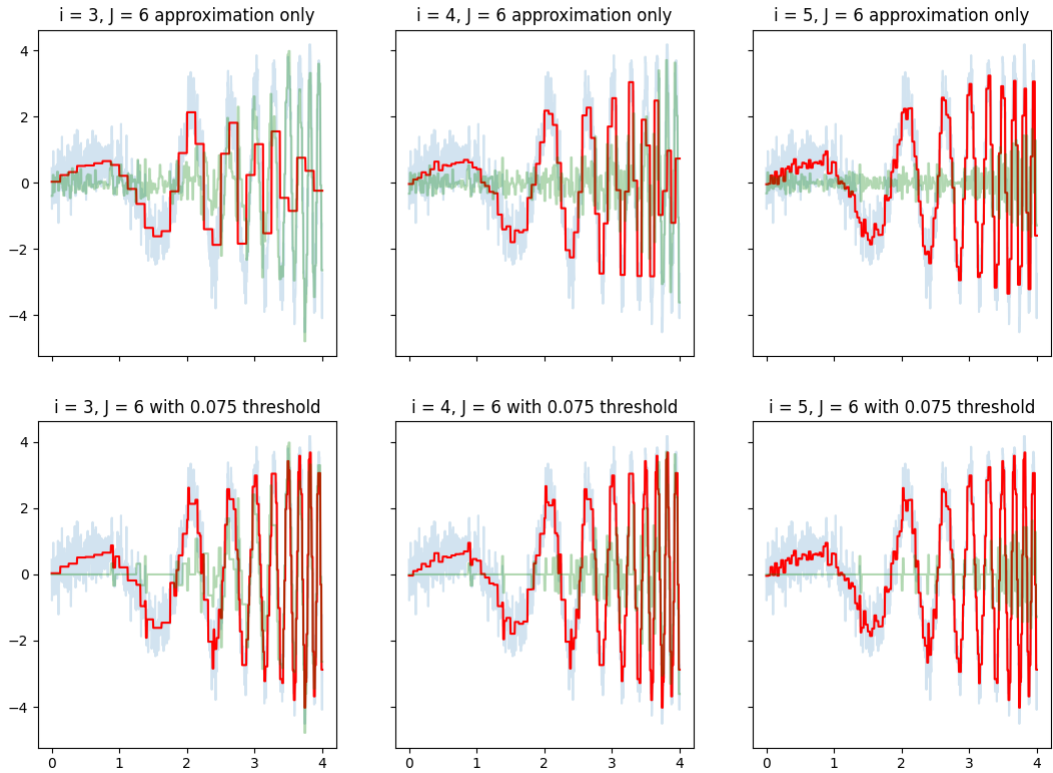 i = 3, J = 6 approximation only
i = 4, J = 6 approximation only
i = 5, J = 6 approximation only
4
2
0
−2
−4
i = 3, J = 6 with 0.075 threshold
i = 4, J = 6 with 0.075 threshold
i = 5, J = 6 with 0.075 threshold
4
2
0
−2
−4
0 1 2 3 4
0 1 2 3 4
0 1 2 3 4